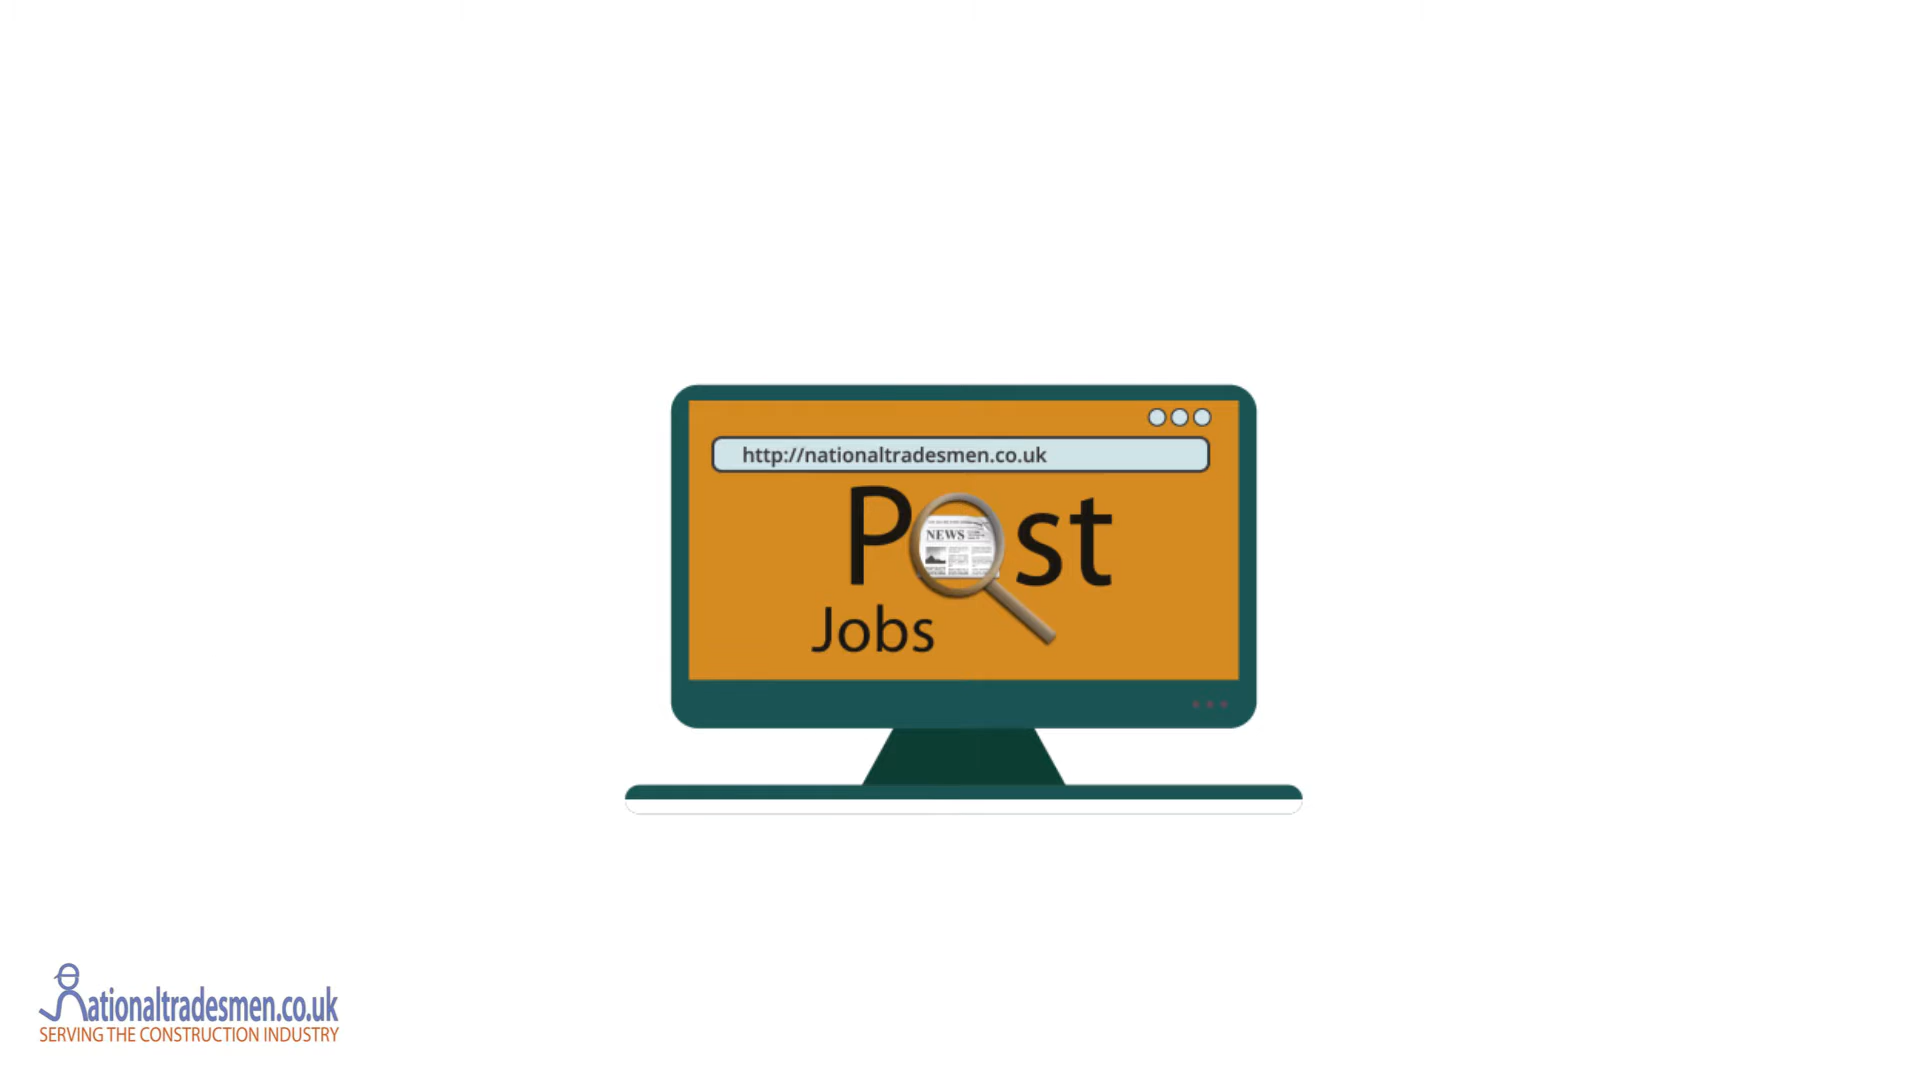 http://nationaltradesmen.co.uk
Post
NEWS
Jobs
nationaltradesmen.co.uk
SERVING THE CONSTRUCTION INDUSTRY